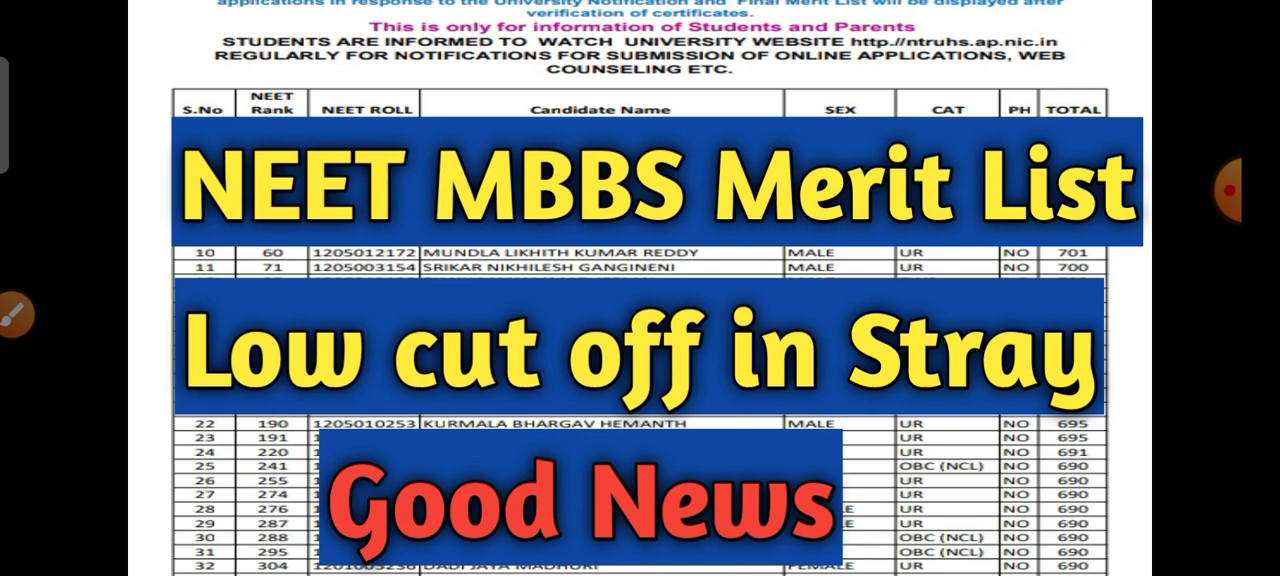 applications in response to the University Notification and Final Merit List will be displayed after
verification of certificates.
This is only for information of Students and Parents
STUDENTS ARE INFORMED TO WATCH UNIVERSITY WEBSITE http.//ntruhs.ap.nic.in
REGULARLY FOR NOTIFICATIONS FOR SUBMISSION OF ONLINE APPLICATIONS, WEB
COUNSELING ETC.
S.No NEET Rank NEET ROLL Candidate Name SEX CAT PH TOTAL
NEET MBBS Merit List
10 60 1205012172 MUNDLA LIKHITH KUMAR REDDY MALE UR NO 701
11 71 1205003154 SRIKAR NIKHILESH GANGINENI MALE UR NO 700
Low cut off in Stray
22 190 1205010253 KURMALA BHARGAV HEMANTH MALE UR NO 695
23 191 UR NO 695
24 220 UR NO 691
25 241 OBC (NCL) NO 690
26 255 UR NO 690
27 274 UR NO 690
28 276 UR NO 690
29 287 UR NO 690
30 288 OBC (NCL) NO 690
31 295 OBC (NCL) NO 690
Good News
32 304 1201005236 DADI JAYA MADHURI FEMALE UR NO 690